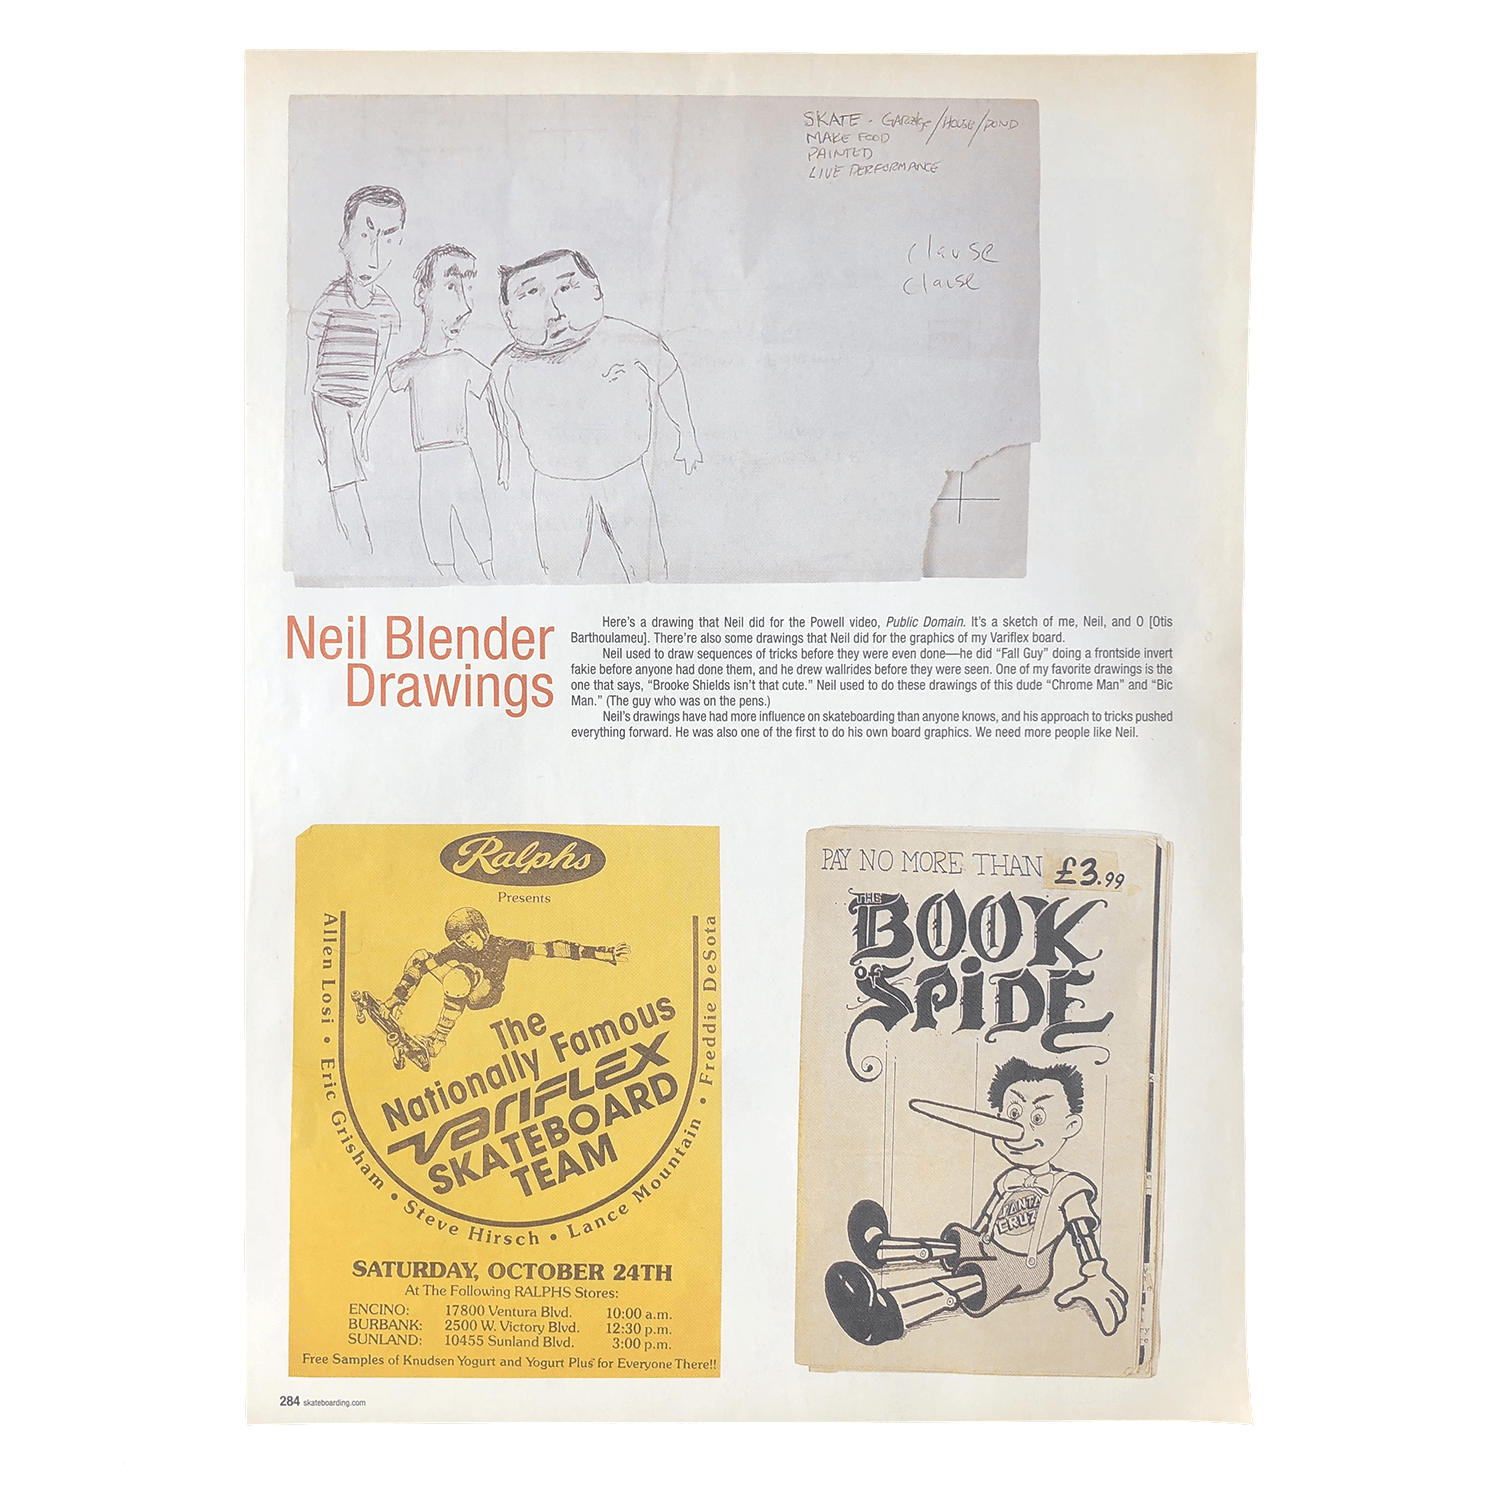 SKATE - GARAGE/HOUSE/POND
MAKE FOOD
PAINTED
LIVE PERFORMANCE
clause
clause
Neil Blender
Drawings
Here's a drawing that Neil did for the Powell video, Public Domain. It's a sketch of me, Neil, and O [Otis
Barthoulameu]. There're also some drawings that Neil did for the graphics of my Variflex board.
Neil used to draw sequences of tricks before they were even done—he did “Fall Guy” doing a frontside invert
fakie before anyone had done them, and he drew wallrides before they were seen. One of my favorite drawings is the
one that says, “Brooke Shields isn't that cute.” Neil used to do these drawings of this dude “Chrome Man” and “Bic
Man.” (The guy who was on the pens.)
Neil's drawings have had more influence on skateboarding than anyone knows, and his approach to tricks pushed
everything forward. He was also one of the first to do his own board graphics. We need more people like Neil.
Ralphs
Presents
Allen Losi • Eric Grisham • Steve Hirsch • Lance Mountain • Freddie DeSota
The
Nationally Famous
VARIFLEX
SKATEBOARD
TEAM
SATURDAY, OCTOBER 24TH
At The Following RALPHS Stores:
ENCINO: 17800 Ventura Blvd. 10:00 a.m.
BURBANK: 2500 W. Victory Blvd. 12:30 p.m.
SUNLAND: 10455 Sunland Blvd. 3:00 p.m.
Free Samples of Knudsen Yogurt and Yogurt Plus for Everyone There!!
PAY NO MORE THAN £3.99
THE
BOOK
OF
SPIDE
SANTA
CRUZ
284 skateboarding.com